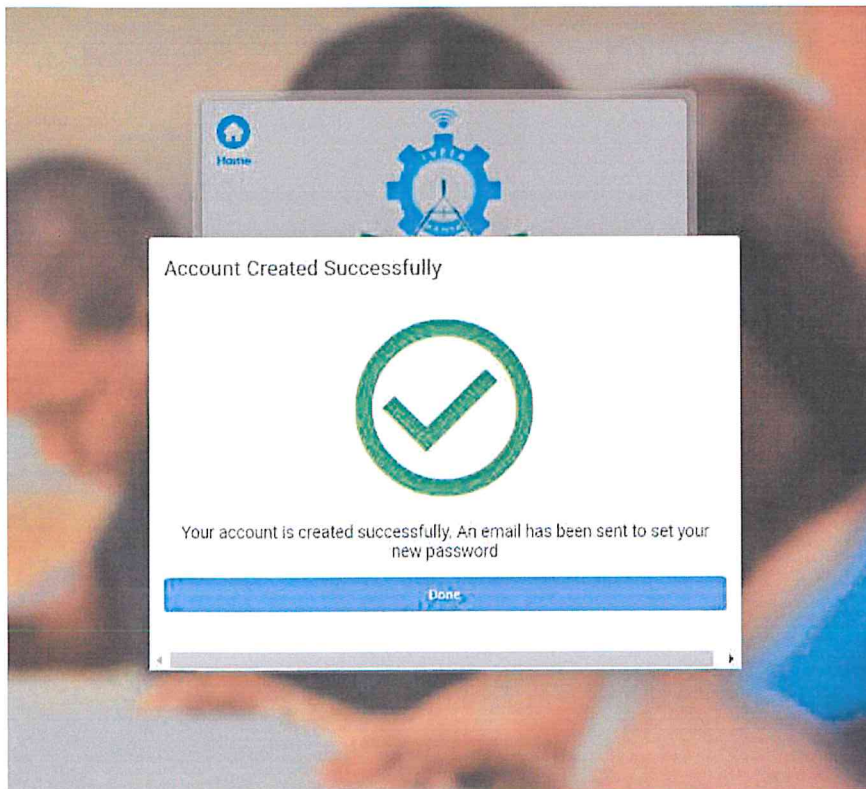 Home
Account Created Successfully
Your account is created successfully, An email has been sent to set your
new password
Done